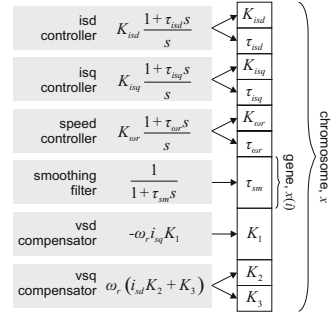 isd
controller
K_isd (1 + τ_isd s)/s
K_isd
τ_isd
isq
controller
K_isq (1 + τ_isq s)/s
K_isq
τ_isq
speed
controller
K_ωr (1 + τ_ωr s)/s
K_ωr
τ_ωr
smoothing
filter
1/(1 + τ_sm s)
τ_sm
vsd
compensator
-ω_r i_sq K_1
K_1
vsq
compensator
ω_r (i_sd K_2 + K_3)
K_2
K_3
gene, x(i)
chromosome, x